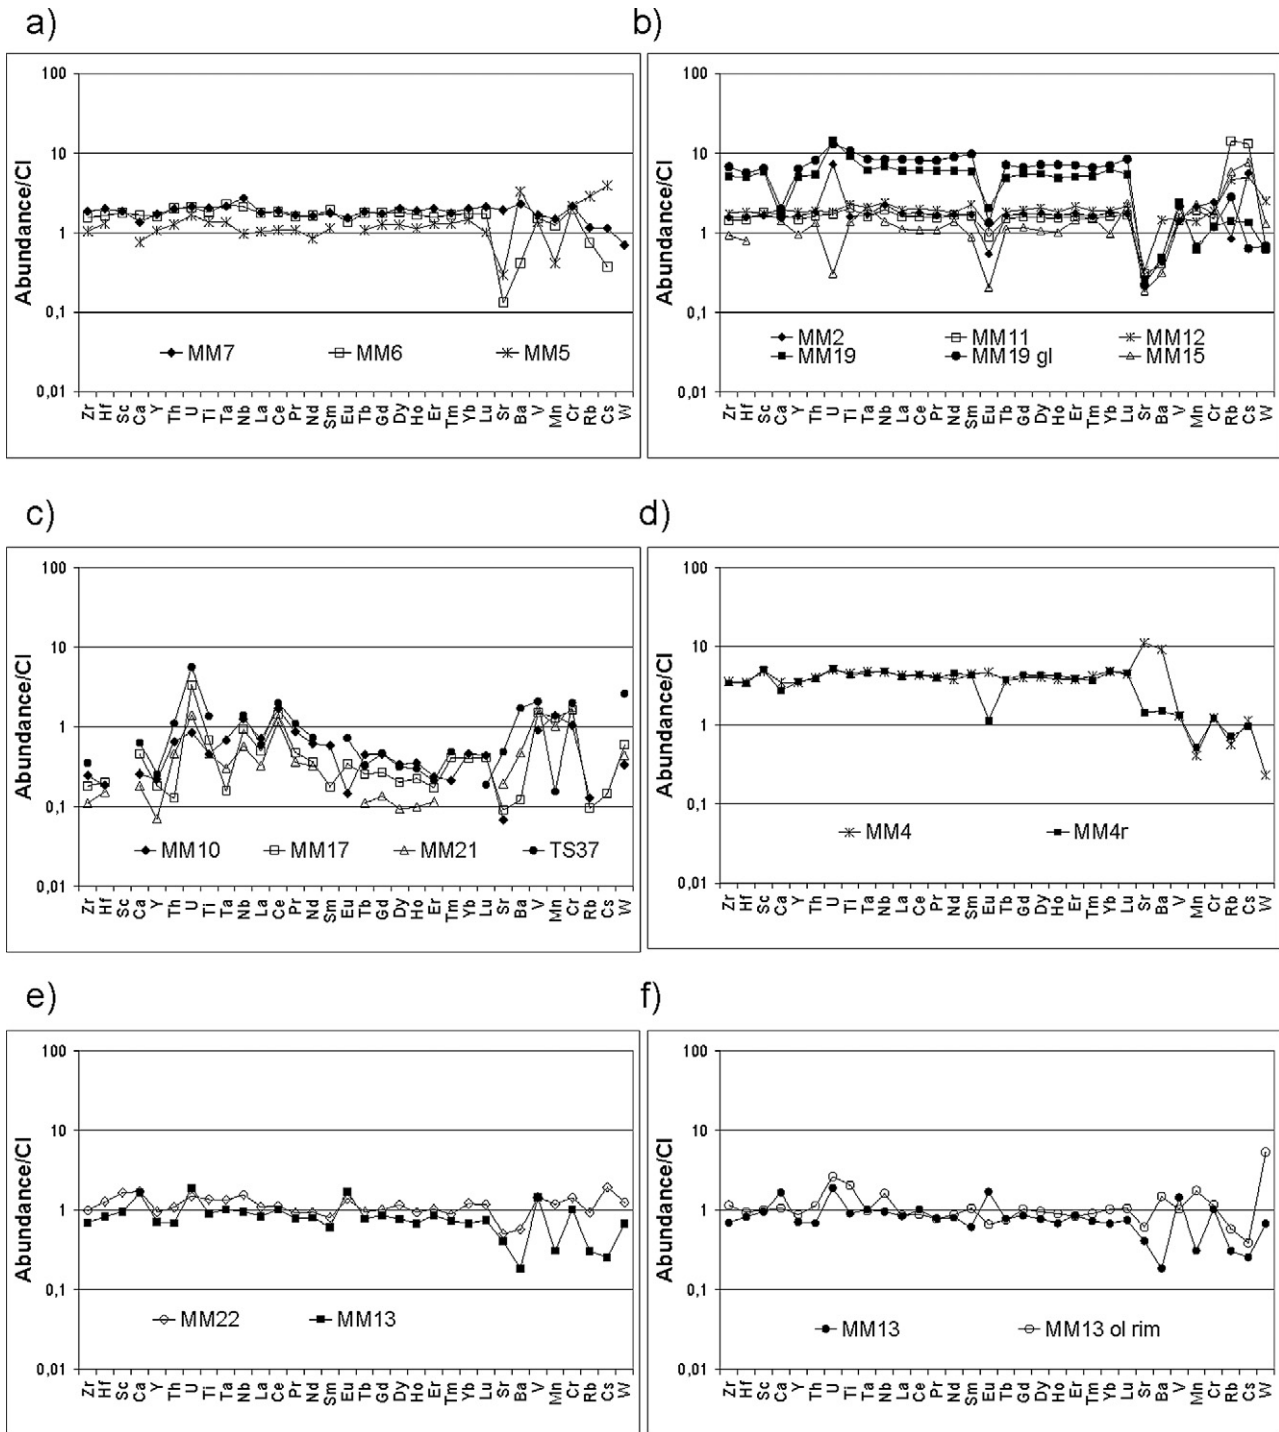 a)
b)
100
10
1
0,1
0,01
Abundance/CI
MM7 MM6 MM5
Zr Hf Sc Ca Y Th U Ti Ta Nb La Ce Pr Nd Sm Eu Tb Gd Dy Ho Er Tm Yb Lu Sr Ba V Mn Cr Rb Cs W
100
10
1
0,1
0,01
Abundance/CI
MM2 MM11 MM12
MM19 MM19 gl MM15
Zr Hf Sc Ca Y Th U Ti Ta Nb La Ce Pr Nd Sm Eu Tb Gd Dy Ho Er Tm Yb Lu Sr Ba V Mn Cr Rb Cs W
c)
d)
100
10
1
0,1
0,01
Abundance/CI
MM10 MM17 MM21 TS37
Zr Hf Sc Ca Y Th U Ti Ta Nb La Ce Pr Nd Sm Eu Tb Gd Dy Ho Er Tm Yb Lu Sr Ba V Mn Cr Rb Cs W
100
10
1
0,1
0,01
Abundance/CI
MM4 MM4r
Zr Hf Sc Ca Y Th U Ti Ta Nb La Ce Pr Nd Sm Eu Tb Gd Dy Ho Er Tm Yb Lu Sr Ba V Mn Cr Rb Cs W
e)
f)
100
10
1
0,1
0,01
Abundance/CI
MM22 MM13
Zr Hf Sc Ca Y Th U Ti Ta Nb La Ce Pr Nd Sm Eu Tb Gd Dy Ho Er Tm Yb Lu Sr Ba V Mn Cr Rb Cs W
100
10
1
0,1
0,01
Abundance/CI
MM13 MM13 ol rim
Zr Hf Sc Ca Y Th U Ti Ta Nb La Ce Pr Nd Sm Eu Tb Gd Dy Ho Er Tm Yb Lu Sr Ba V Mn Cr Rb Cs W